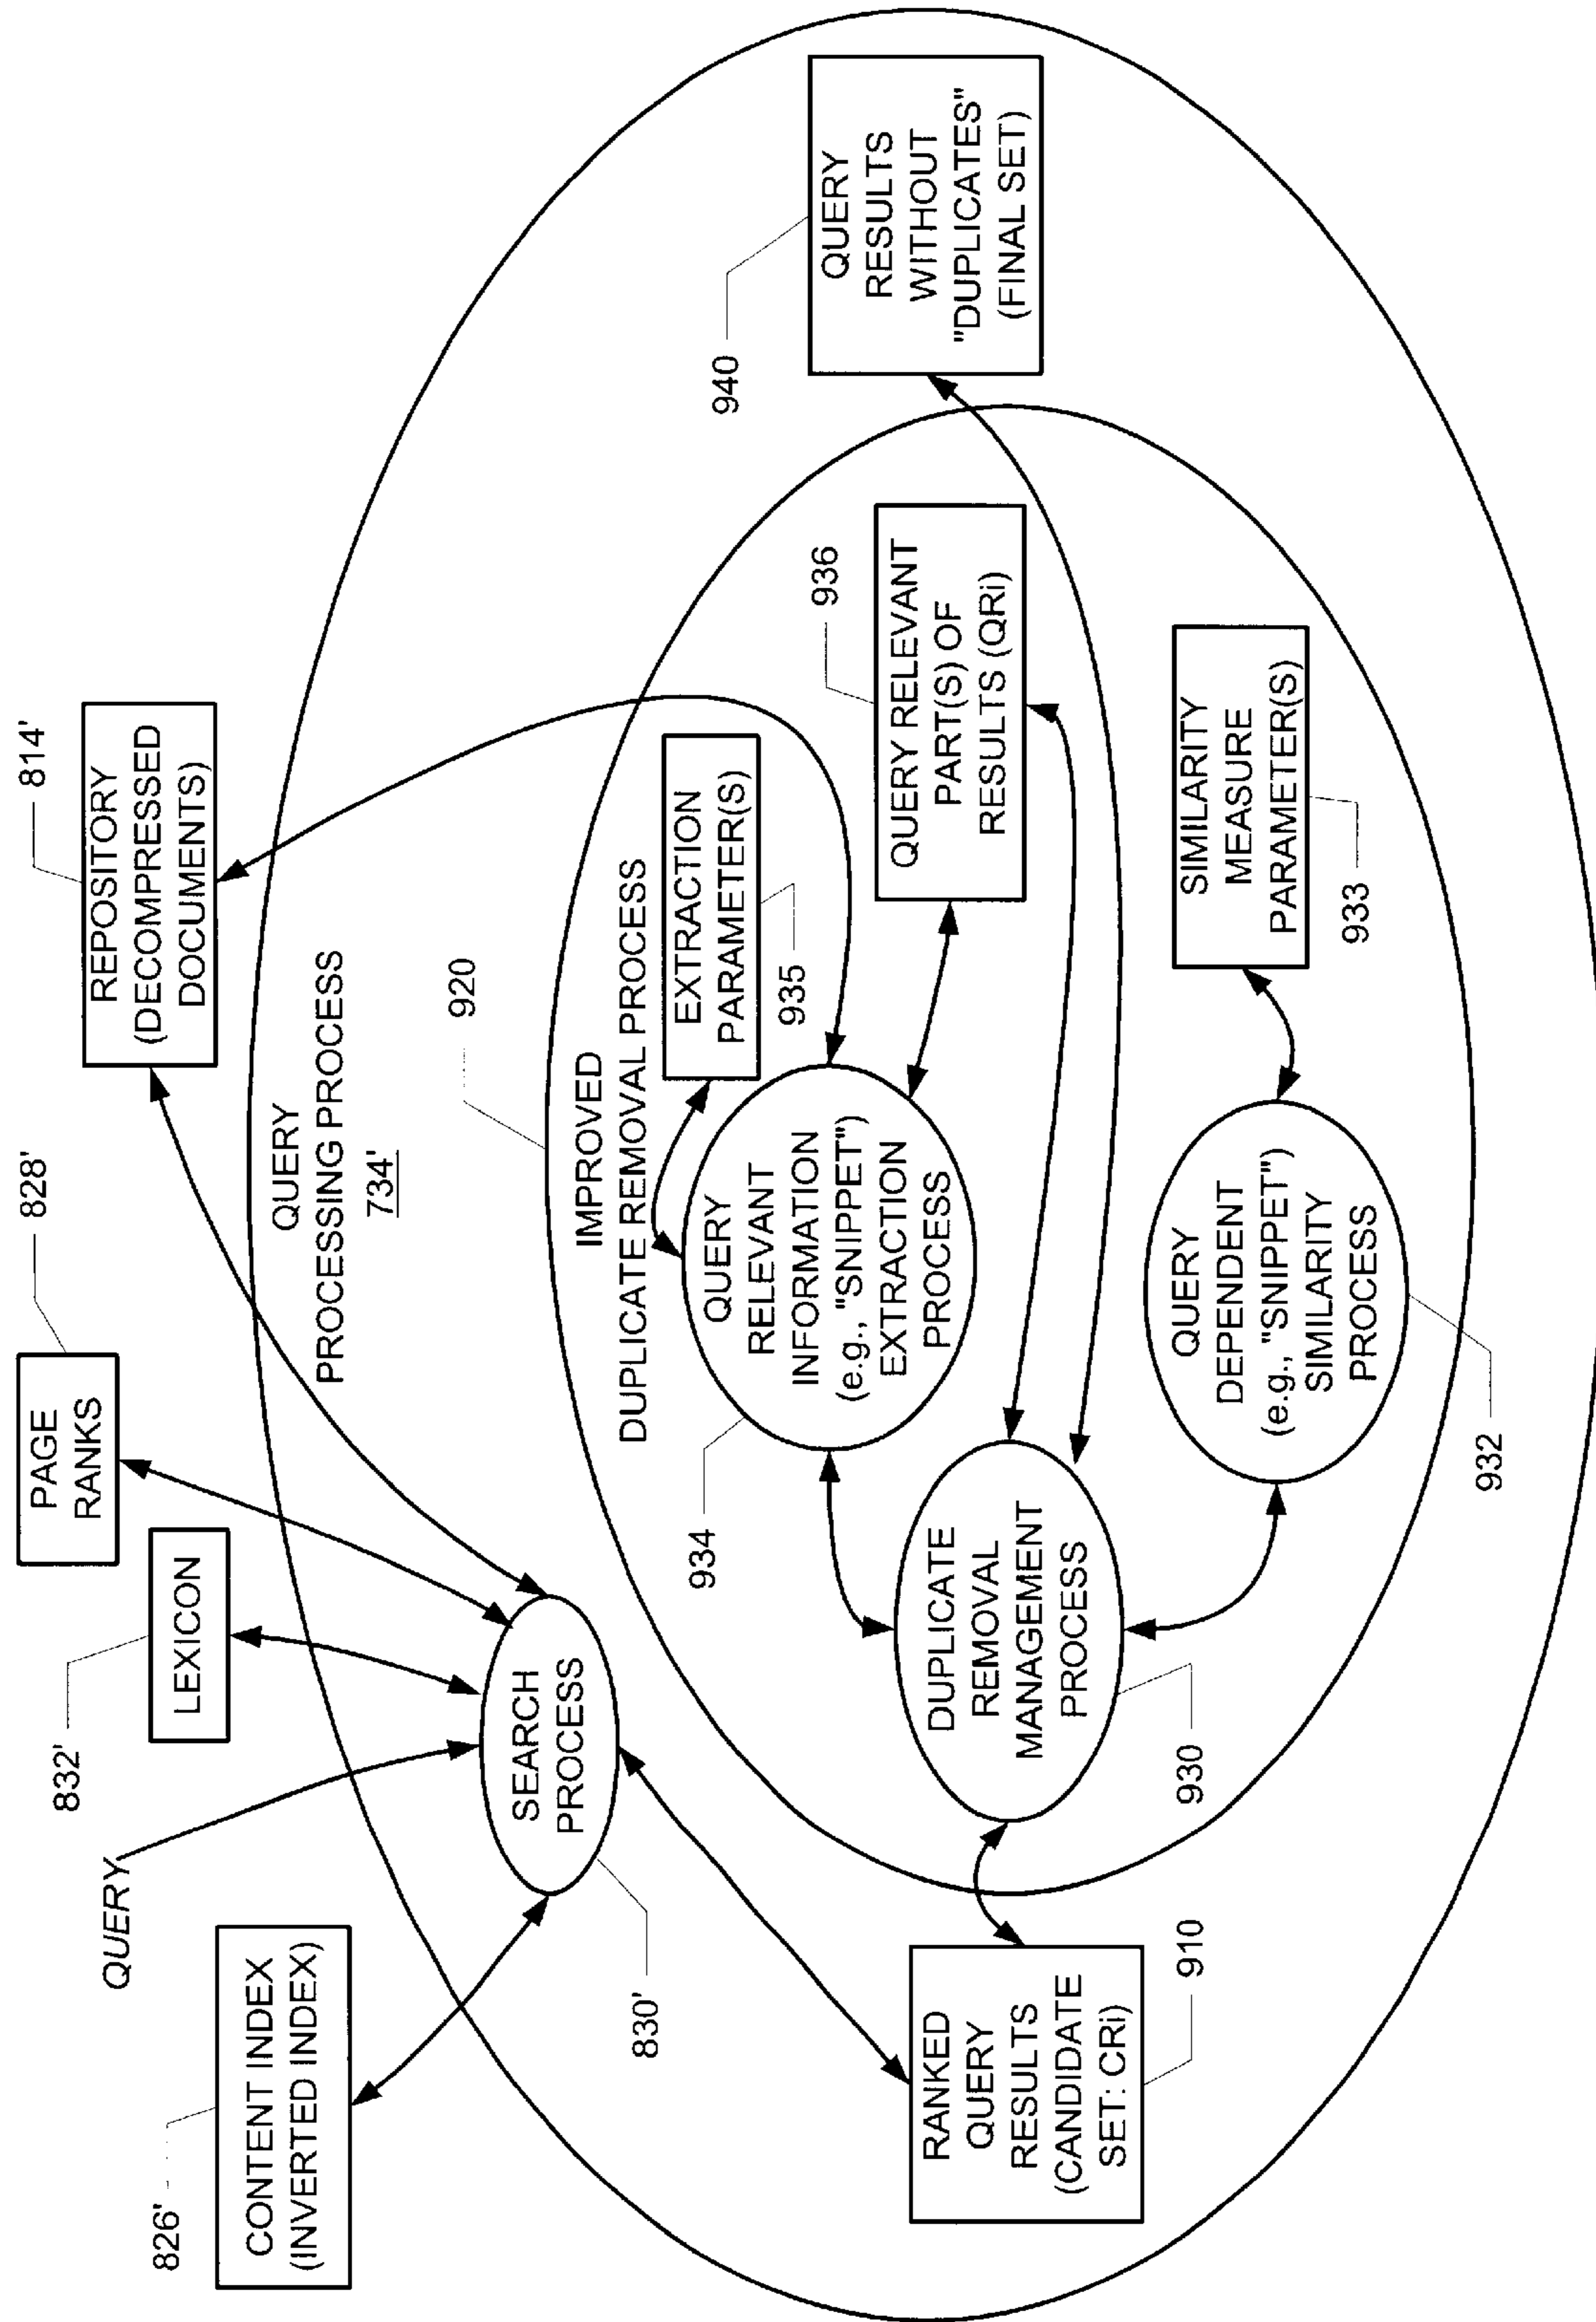 814'
REPOSITORY
(DECOMPRESSED
DOCUMENTS)
828'
PAGE
RANKS
832'
LEXICON
QUERY
826'
CONTENT INDEX
(INVERTED INDEX)
QUERY
PROCESSING PROCESS
734'
SEARCH
PROCESS
830'
920
IMPROVED
DUPLICATE REMOVAL PROCESS
EXTRACTION
PARAMETER(S)
935
QUERY
RELEVANT
INFORMATION
(e.g., "SNIPPET")
EXTRACTION
PROCESS
934
936
QUERY RELEVANT
PART(S) OF
RESULTS (QRi)
940
QUERY
RESULTS
WITHOUT
"DUPLICATES"
(FINAL SET)
DUPLICATE
REMOVAL
MANAGEMENT
PROCESS
930
RANKED
QUERY
RESULTS
(CANDIDATE
SET: CRi)
910
QUERY
DEPENDENT
(e.g., "SNIPPET")
SIMILARITY
PROCESS
932
SIMILARITY
MEASURE
PARAMETER(S)
933